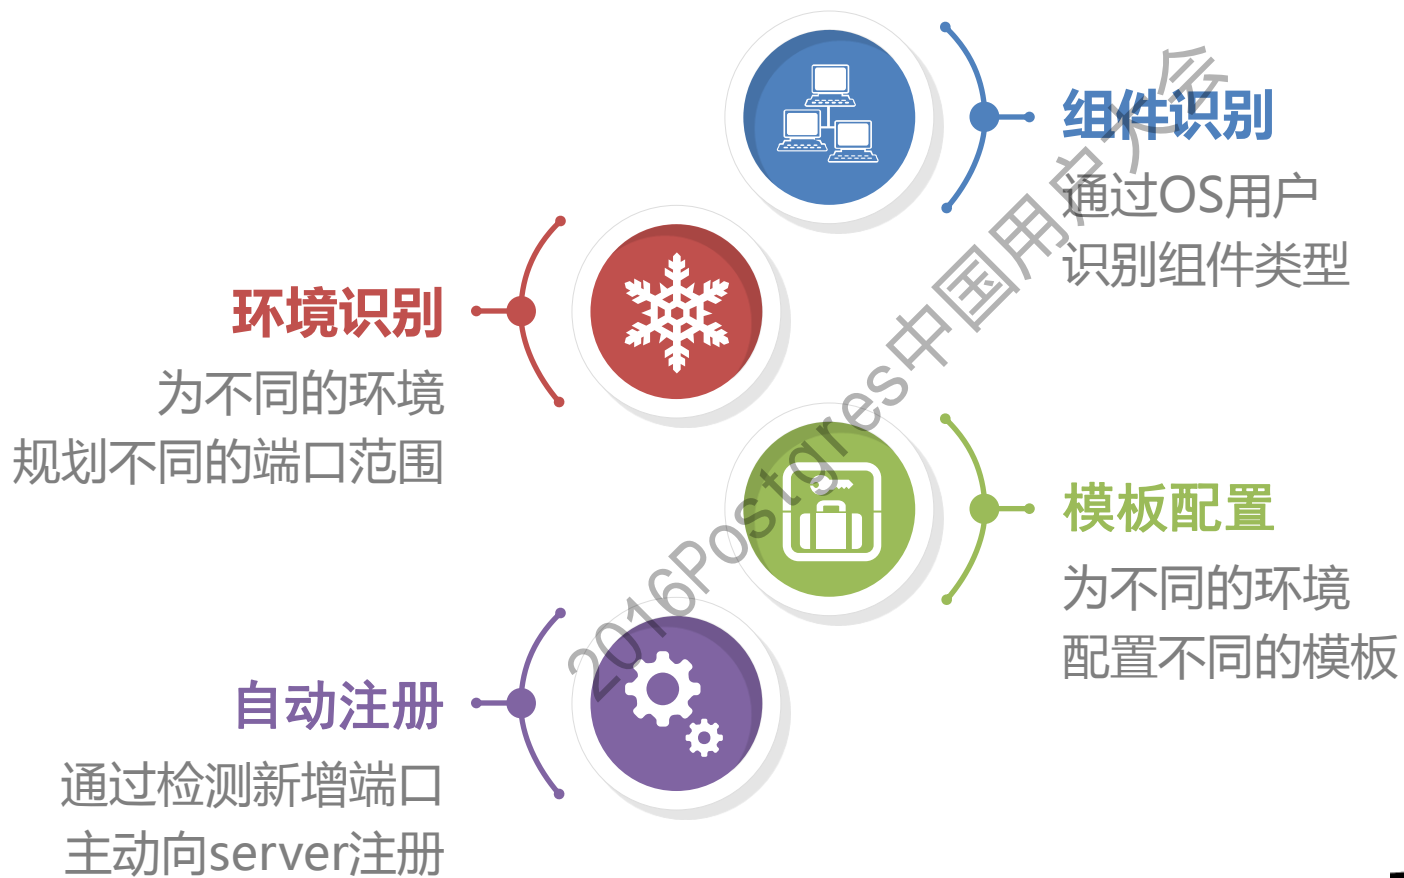 组件识别
通过OS用户
识别组件类型
环境识别
为不同的环境
规划不同的端口范围
模板配置
为不同的环境
配置不同的模板
自动注册
通过检测新增端口
主动向server注册
2016Postgres中国用户大会